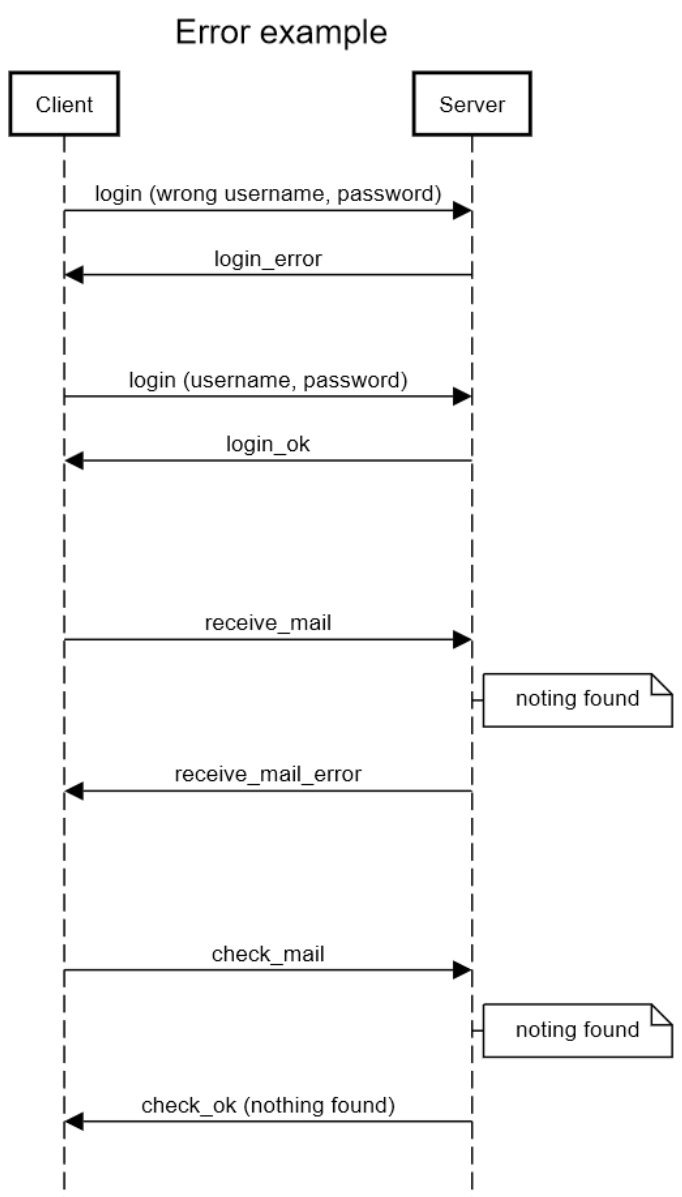 Error example
Client
Server
login (wrong username, password)
login_error
login (username, password)
login_ok
receive_mail
noting found
receive_mail_error
check_mail
noting found
check_ok (nothing found)